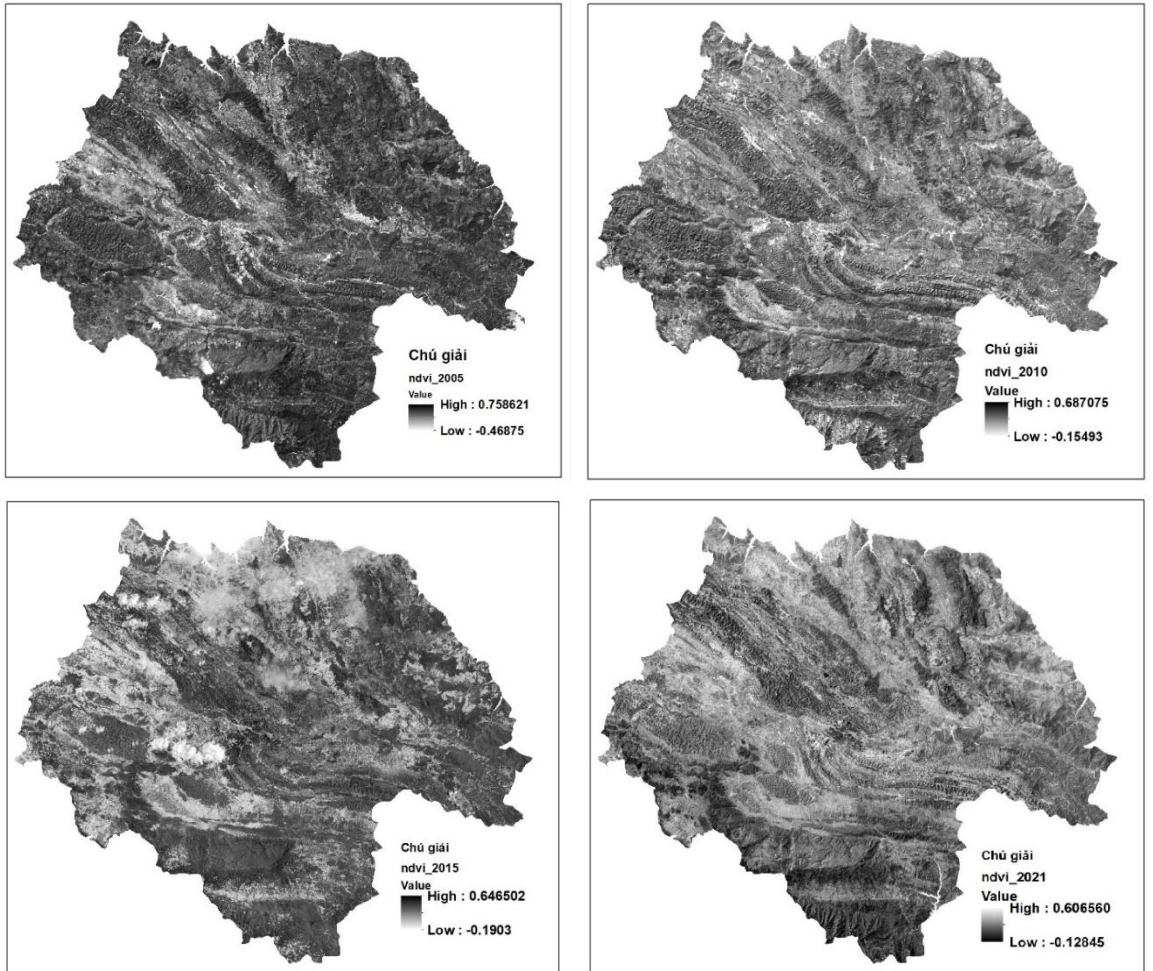 Chú giải
ndvi_2005
Value
High : 0.758621
Low : -0.46875
Chú giải
ndvi_2010
Value
High : 0.687075
Low : -0.15493
Chú giải
ndvi_2015
Value
High : 0.646502
Low : -0.1903
Chú giải
ndvi_2021
Value
High : 0.606560
Low : -0.12845